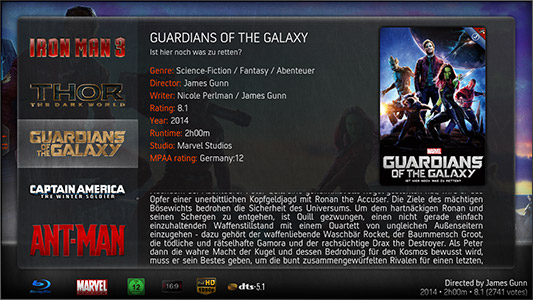 IRON MAN 3
THOR
THE DARK WORLD
GUARDIANS
OF THE GALAXY
CAPTAIN AMERICA
THE WINTER SOLDIER
ANT-MAN
GUARDIANS OF THE GALAXY
Ist hier noch was zu retten?
Genre: Science-Fiction / Fantasy / Abenteuer
Director: James Gunn
Writer: Nicole Perlman / James Gunn
Rating: 8.1
Year: 2014
Runtime: 2h00m
Studio: Marvel Studios
MPAA rating: Germany:12
MARVEL
GUARDIANS
OF THE GALAXY
IST HIER NOCH WAS ZU RETTEN?
Opfer einer unerbittlichen Kopfgeldjagd mit Ronan the Accuser. Die Ziele des mächtigen
Bösewichts bedrohen die Sicherheit des Universums. Um dem hartnäckigen Ronan und
seinen Schergen zu entgehen, ist Quill gezwungen, einen nicht gerade einfach
einzuhaltenden Waffenstillstand mit einem Quartett von ungleichen Außenseitern
einzugehen - dazu gehört der waffenliebende Waschbär Rocket, der Baummensch Groot,
die tödliche und rätselhafte Gamora und der rachsüchtige Drax the Destroyer. Als Peter
dann die wahre Macht der Kugel und dessen Bedrohung für den Kosmos bewusst wird,
muss er sein Bestes geben, um die bunt zusammengewürfelten Rivalen für einen letzten,
MARVEL
12
16:9
FULL HD
1080
dts 5.1
Directed by James Gunn
2014 • 2h00m • 8.1 (2741 votes)